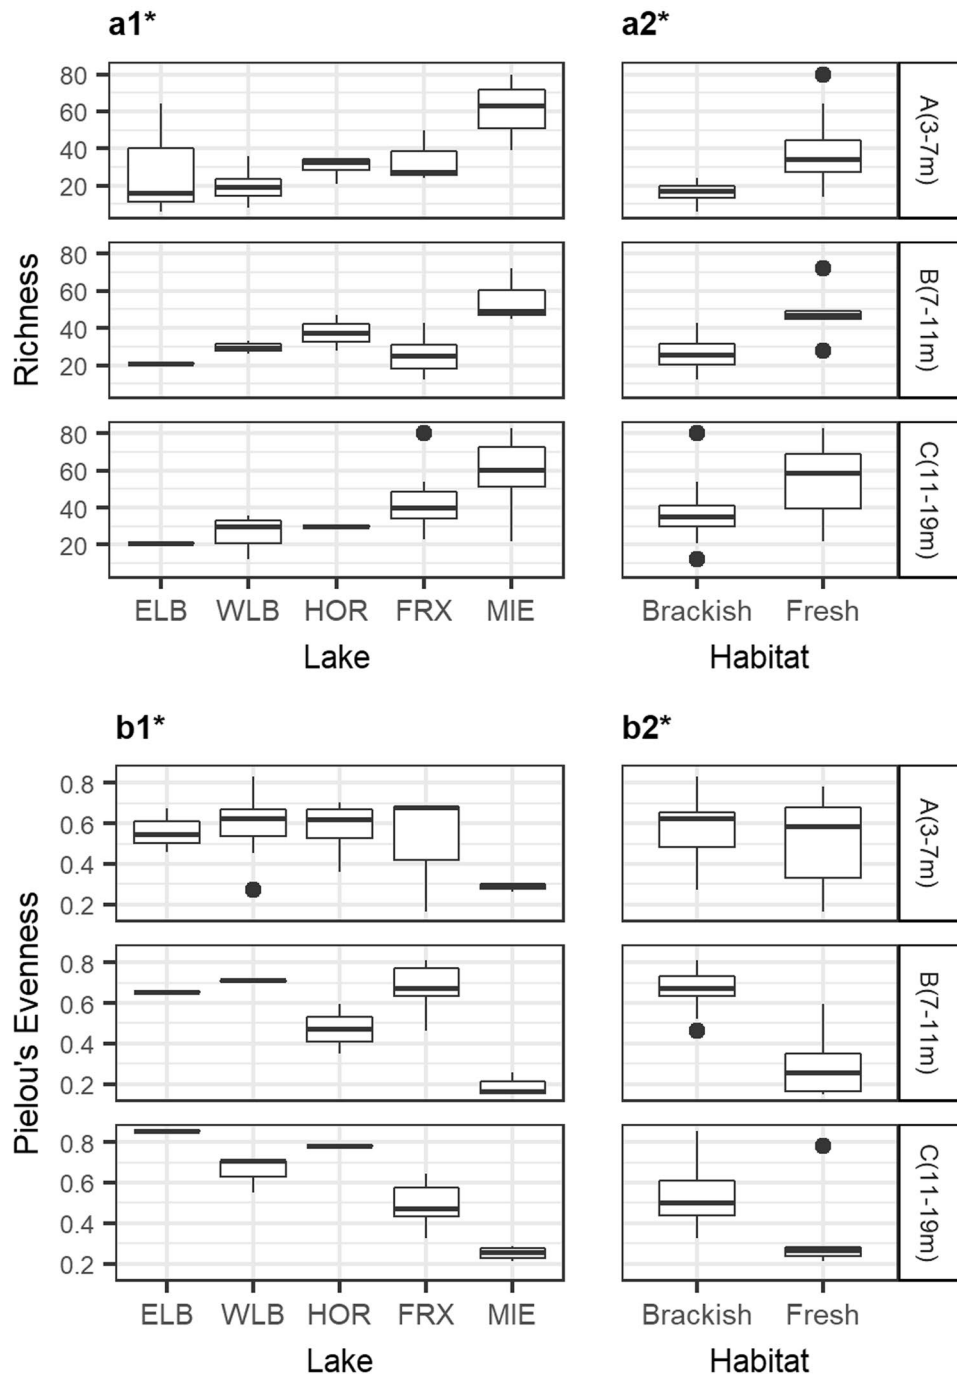 a1*
a2*
Richness
80
60
40
20
A(3-7m)
80
60
40
20
B(7-11m)
80
60
40
20
C(11-19m)
ELB WLB HOR FRX MIE
Brackish Fresh
Lake
Habitat
b1*
b2*
Pielou's Evenness
0.8
0.6
0.4
0.2
A(3-7m)
0.8
0.6
0.4
0.2
B(7-11m)
0.8
0.6
0.4
0.2
C(11-19m)
ELB WLB HOR FRX MIE
Brackish Fresh
Lake
Habitat